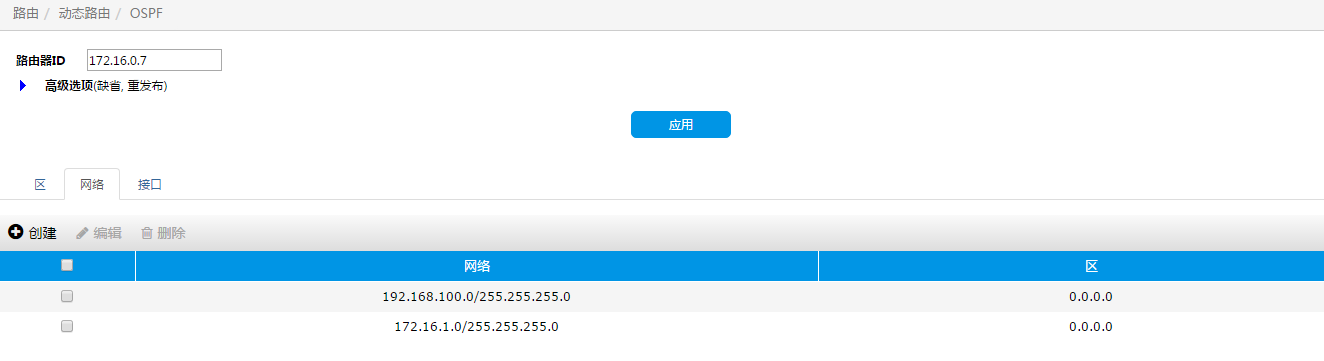 路由 / 动态路由 / OSPF
路由器ID 172.16.0.7
高级选项(缺省, 重发布)
应用
区 网络 接口
创建 编辑 删除
网络 区
192.168.100.0/255.255.255.0 0.0.0.0
172.16.1.0/255.255.255.0 0.0.0.0